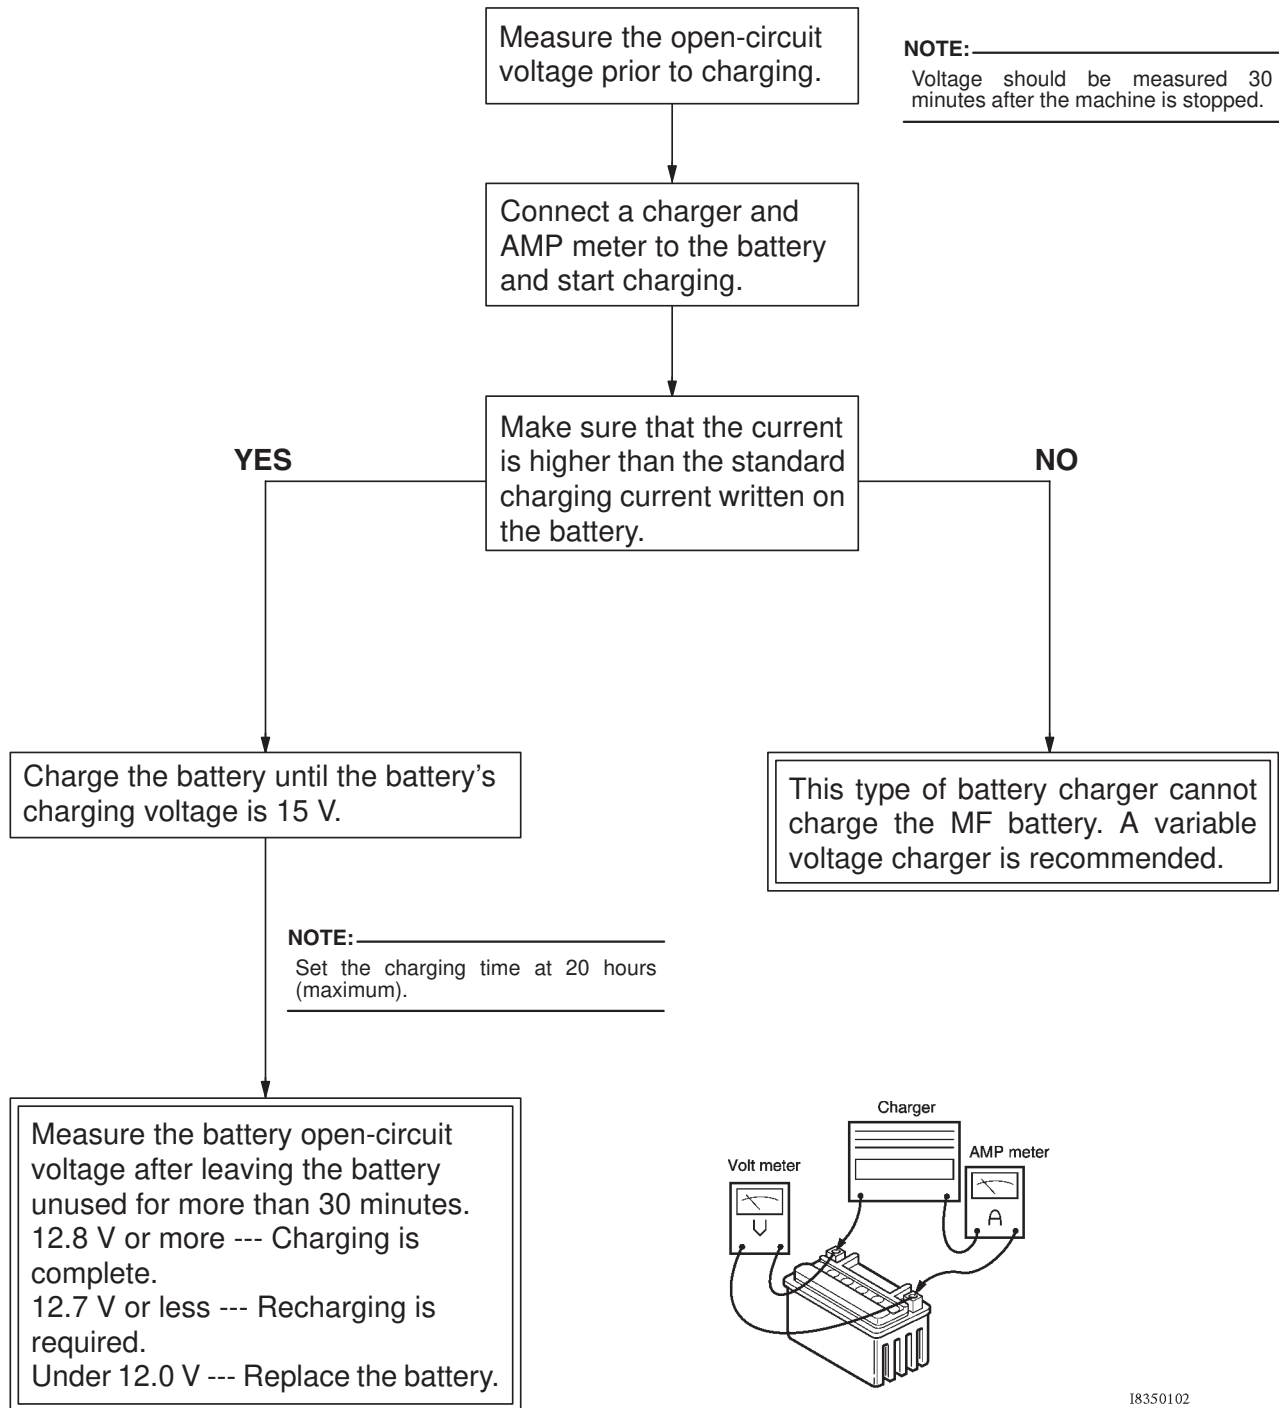 Measure the open-circuit
voltage prior to charging.
NOTE:
Voltage should be measured 30
minutes after the machine is stopped.
Connect a charger and
AMP meter to the battery
and start charging.
Make sure that the current
is higher than the standard
charging current written on
the battery.
YES
NO
Charge the battery until the battery's
charging voltage is 15 V.
This type of battery charger cannot
charge the MF battery. A variable
voltage charger is recommended.
NOTE:
Set the charging time at 20 hours
(maximum).
Measure the battery open-circuit
voltage after leaving the battery
unused for more than 30 minutes.
12.8 V or more --- Charging is
complete.
12.7 V or less --- Recharging is
required.
Under 12.0 V --- Replace the battery.
Charger
Volt meter
AMP meter
V
A
I8350102